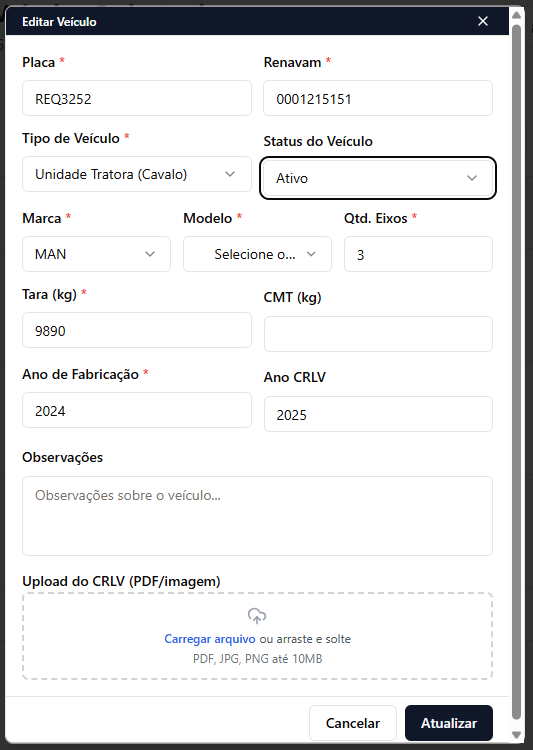 Editar Veículo
Placa *
Renavam *
REQ3252
0001215151
Tipo de Veículo *
Status do Veículo
Unidade Tratora (Cavalo)
Ativo
Marca *
Modelo *
Qtd. Eixos *
MAN
Selecione o...
3
Tara (kg) *
CMT (kg)
9890
Ano de Fabricação *
Ano CRLV
2024
2025
Observações
Observações sobre o veículo...
Upload do CRLV (PDF/imagem)
Carregar arquivo ou arraste e solte
PDF, JPG, PNG até 10MB
Cancelar
Atualizar